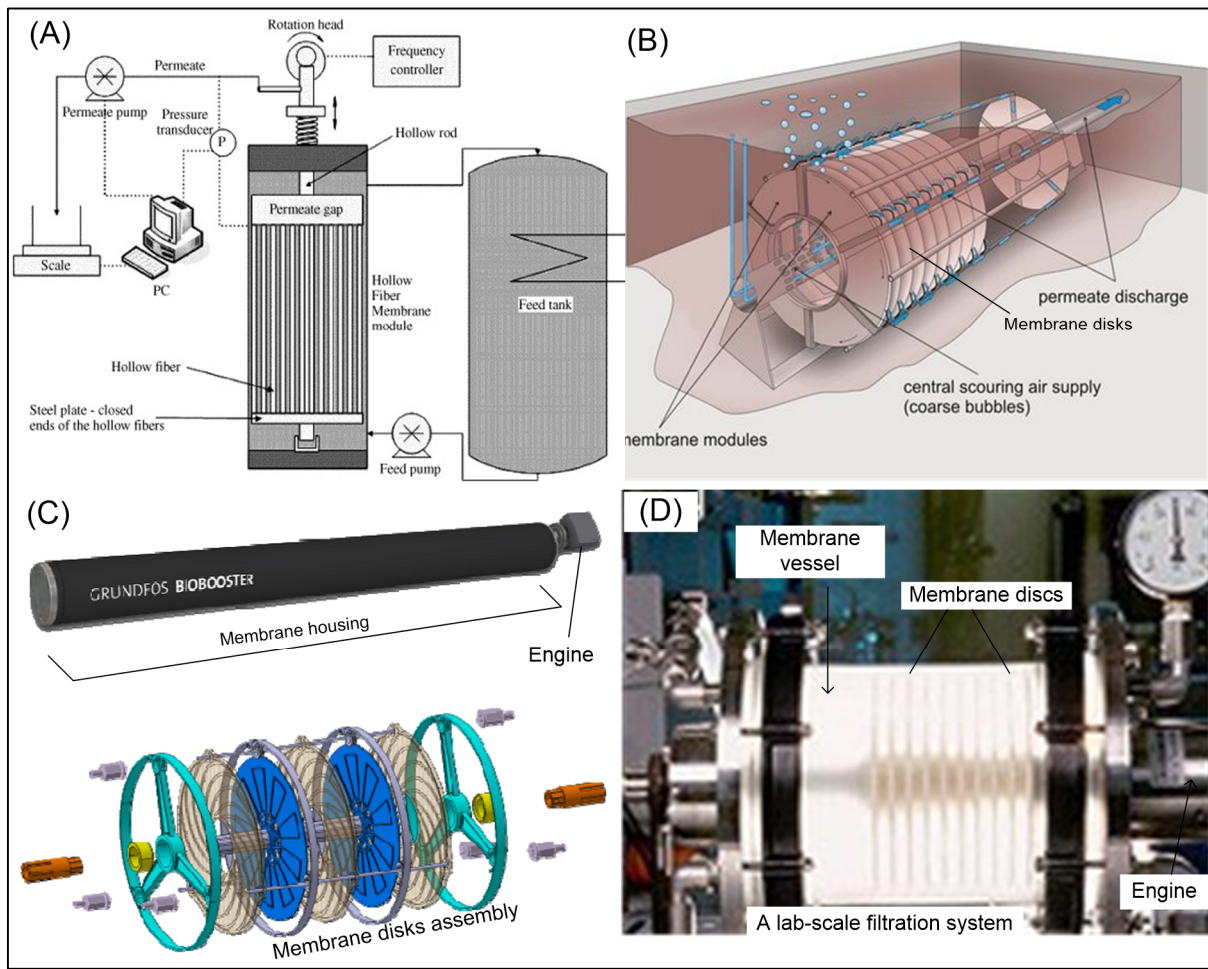 (A)
Rotation head
Frequency
controller
Permeate
Permeate pump
Pressure
transducer
P
Hollow rod
Permeate gap
Scale
PC
Hollow
Fiber
Membrane
module
Feed tank
Hollow fiber
Steel plate - closed
ends of the hollow fibers
Feed pump
(B)
permeate discharge
Membrane disks
central scouring air supply
(coarse bubbles)
membrane modules
(C)
GRUNDFOS BIOBOOSTER
Membrane housing
Engine
Membrane disks assembly
(D)
Membrane
vessel
Membrane discs
Engine
A lab-scale filtration system